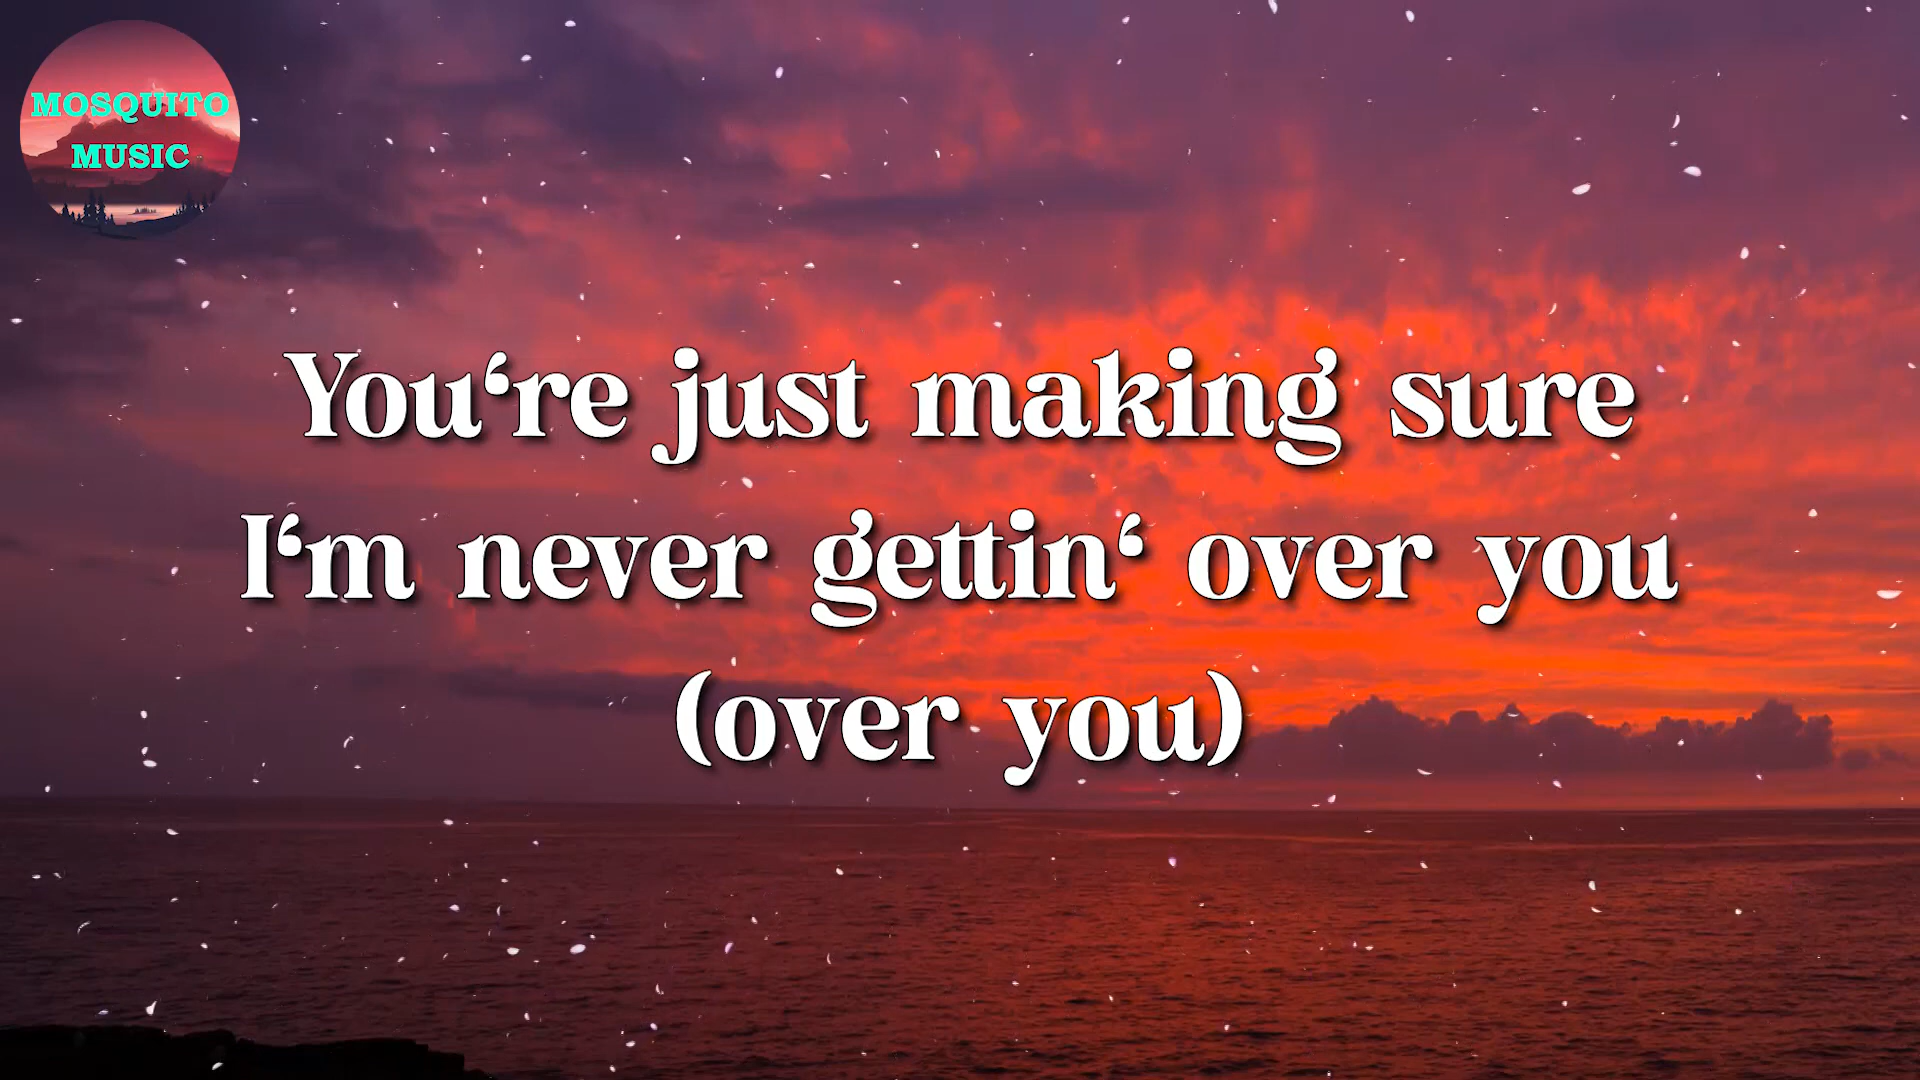 MOSQUITO
MUSIC
You‘re just making sure
I‘m never gettin‘ over you
(over you)